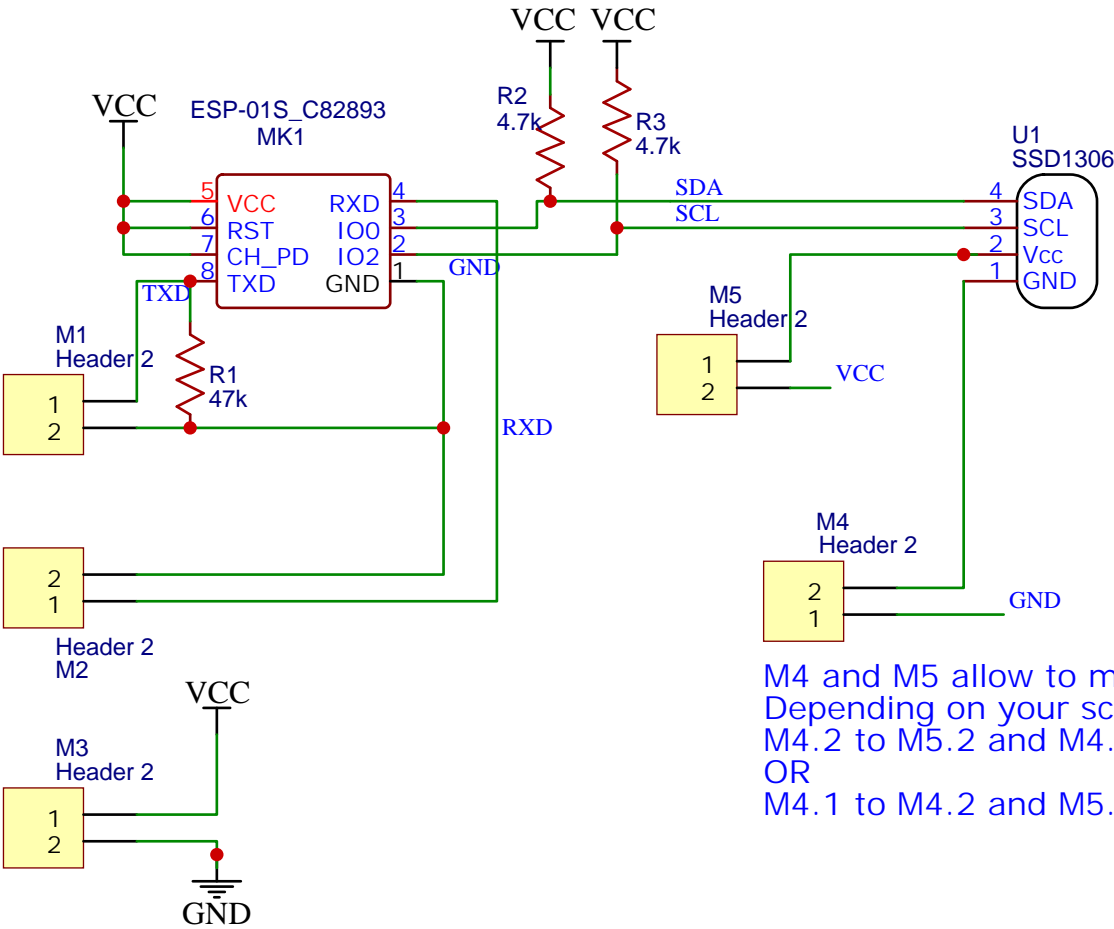 VCC VCC
R2
4.7k
R3
4.7k
VCC
ESP-01S_C82893
MK1
U1
SSD1306
5 VCC RXD 4
6 RST IO0 3
7 CH_PD IO2 2
8 TXD GND 1
SDA
SCL
GND
TXD
4 SDA
3 SCL
2 Vcc
1 GND
M1
Header 2
1
2
R1
47k
RXD
M5
Header 2
1
2
VCC
2
1
Header 2
M2
M4
Header 2
2
1
GND
VCC
M3
Header 2
1
2
GND
M4 and M5 allow to m
Depending on your sc
M4.2 to M5.2 and M4.
OR
M4.1 to M4.2 and M5.